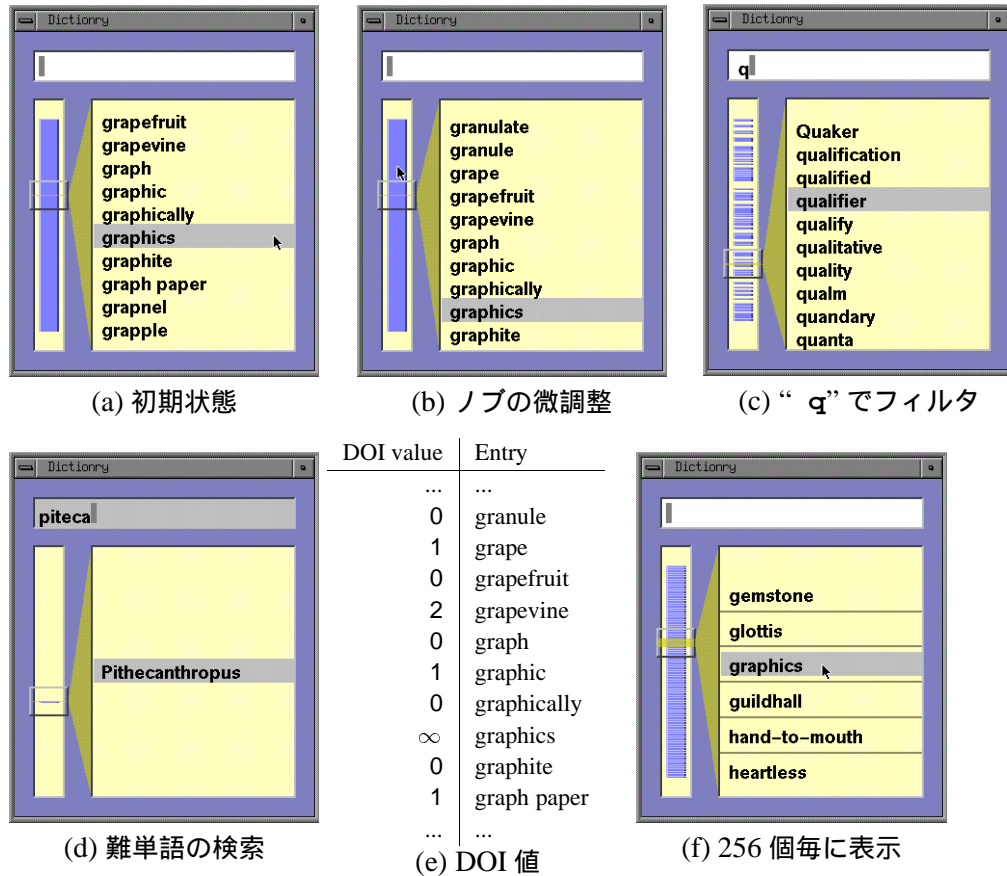 Dictionry
grapefruit
grapevine
graph
graphic
graphically
graphics
graphite
graph paper
grapnel
grapple
(a) 初期状態
Dictionry
granulate
granule
grape
grapefruit
grapevine
graph
graphic
graphically
graphics
graphite
(b) ノブの微調整
Dictionry
q
Quaker
qualification
qualified
qualifier
qualify
qualitative
quality
qualm
quandary
quanta
(c) “ q” でフィルタ
Dictionry
piteca
Pithecanthropus
(d) 難単語の検索
DOI value Entry
... ...
0 granule
1 grape
0 grapefruit
2 grapevine
0 graph
1 graphic
0 graphically
∞ graphics
0 graphite
1 graph paper
... ...
(e) DOI 値
Dictionry
gemstone
glottis
graphics
guildhall
hand–to–mouth
heartless
(f) 256 個毎に表示